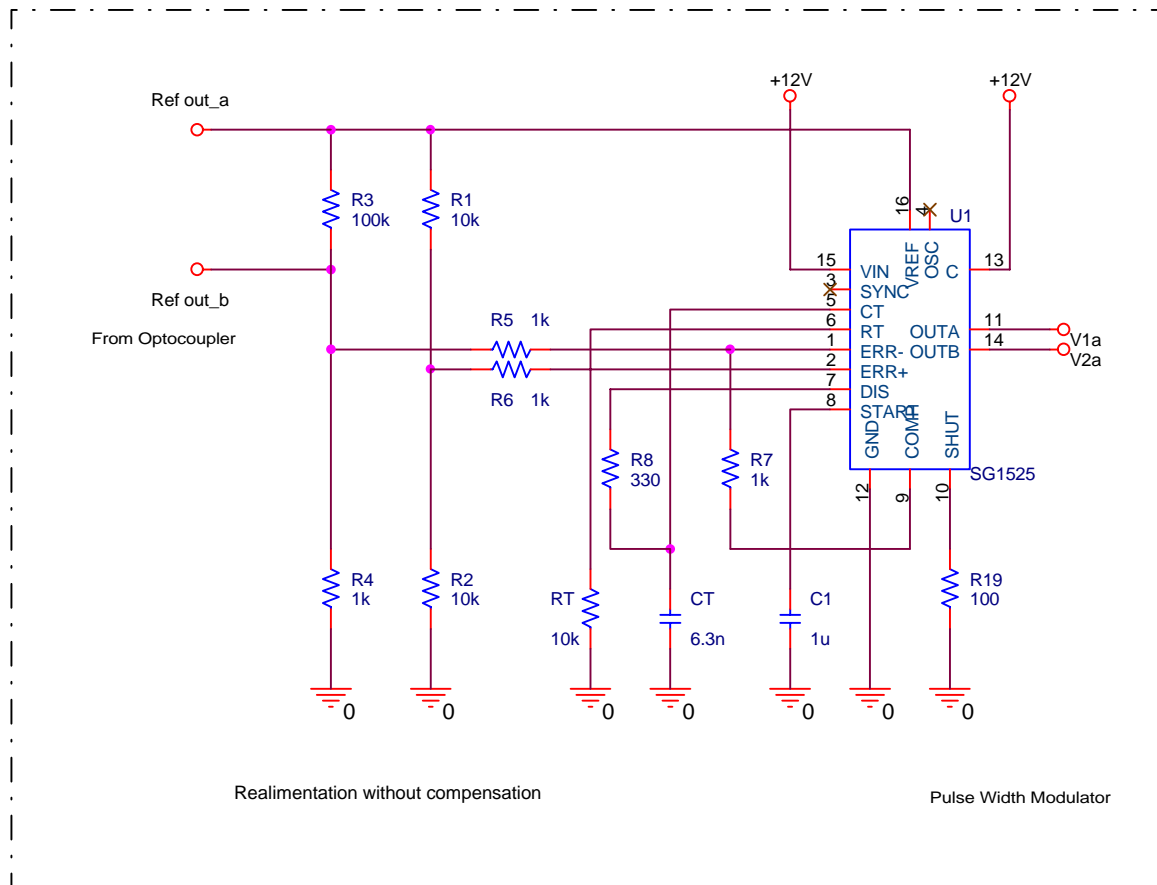 +12V
+12V
Ref out_a
R3
100k
R1
10k
16
4
U1
VREF
OSC
15
VIN
C
13
3
SYNC
5
CT
Ref out_b
From Optocoupler
R5 1k
6
RT
OUTA
11
V1a
1
ERR-
OUTB
14
V2a
2
ERR+
R6 1k
7
DIS
8
START
GND
COMP
SHUT
R8
330
R7
1k
SG1525
12
9
10
R4
1k
R2
10k
RT
10k
CT
6.3n
C1
1u
R19
100
0
0
0
0
0
0
0
Realimentation without compensation
Pulse Width Modulator